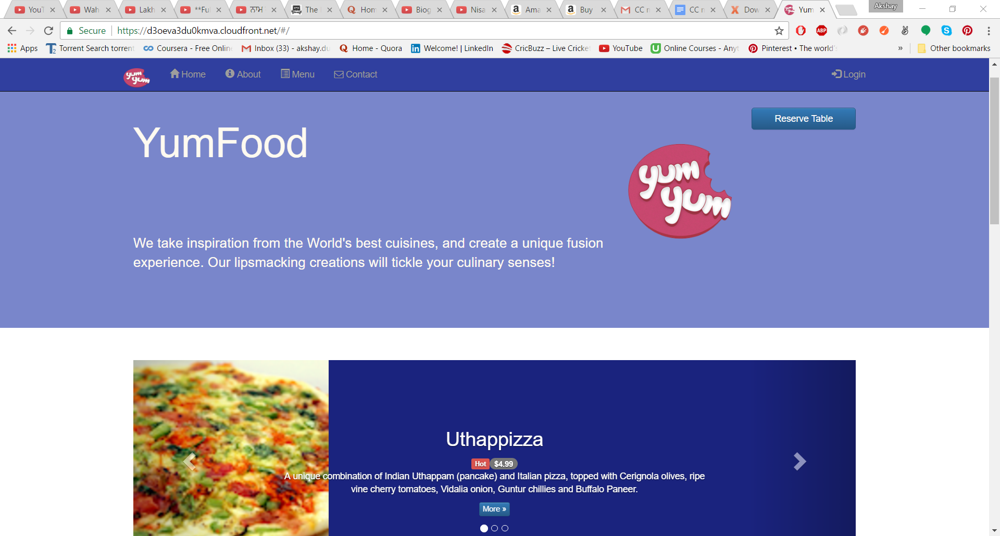 YouT
Wah
Lakh
**Ful
ਨਾਮ
The
Hom
Biog
Nisa
Ama
Buy
CC n
CC n
Dow
Yum
Akshay
Secure https://d3oeva3du0kmva.cloudfront.net/#/
Apps
Torrent Search torrent
Coursera - Free Onlin
Inbox (33) - akshay.du
Home - Quora
Welcome! | LinkedIn
CricBuzz – Live Cricket
YouTube
Online Courses - Anyt
Pinterest • The world's
»
Other bookmarks
yum yum
Home
About
Menu
Contact
Login
Reserve Table
YumFood
yum
yum
We take inspiration from the World's best cuisines, and create a unique fusion
experience. Our lipsmacking creations will tickle your culinary senses!
Uthappizza
Hot $4.99
A unique combination of Indian Uthappam (pancake) and Italian pizza, topped with Cerignola olives, ripe
vine cherry tomatoes, Vidalia onion, Guntur chillies and Buffalo Paneer.
More »